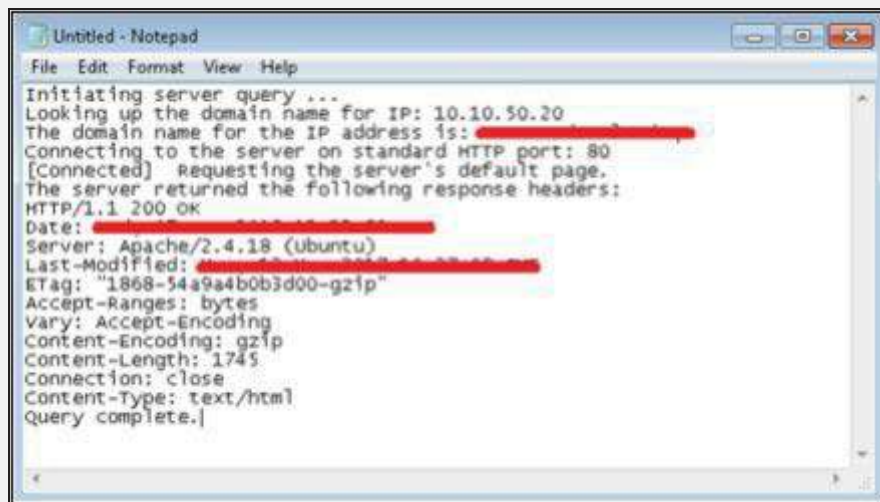 Untitled - Notepad
File Edit Format View Help
Initiating server query ...
Looking up the domain name for IP: 10.10.50.20
The domain name for the IP address is:
Connecting to the server on standard HTTP port: 80
[Connected] Requesting the server's default page.
The server returned the following response headers:
HTTP/1.1 200 OK
Date:
Server: Apache/2.4.18 (Ubuntu)
Last-Modified:
ETag: "1868-54a9a4b0b3d00-gzip"
Accept-Ranges: bytes
Vary: Accept-Encoding
Content-Encoding: gzip
Content-Length: 1745
Connection: close
Content-Type: text/html
Query complete.